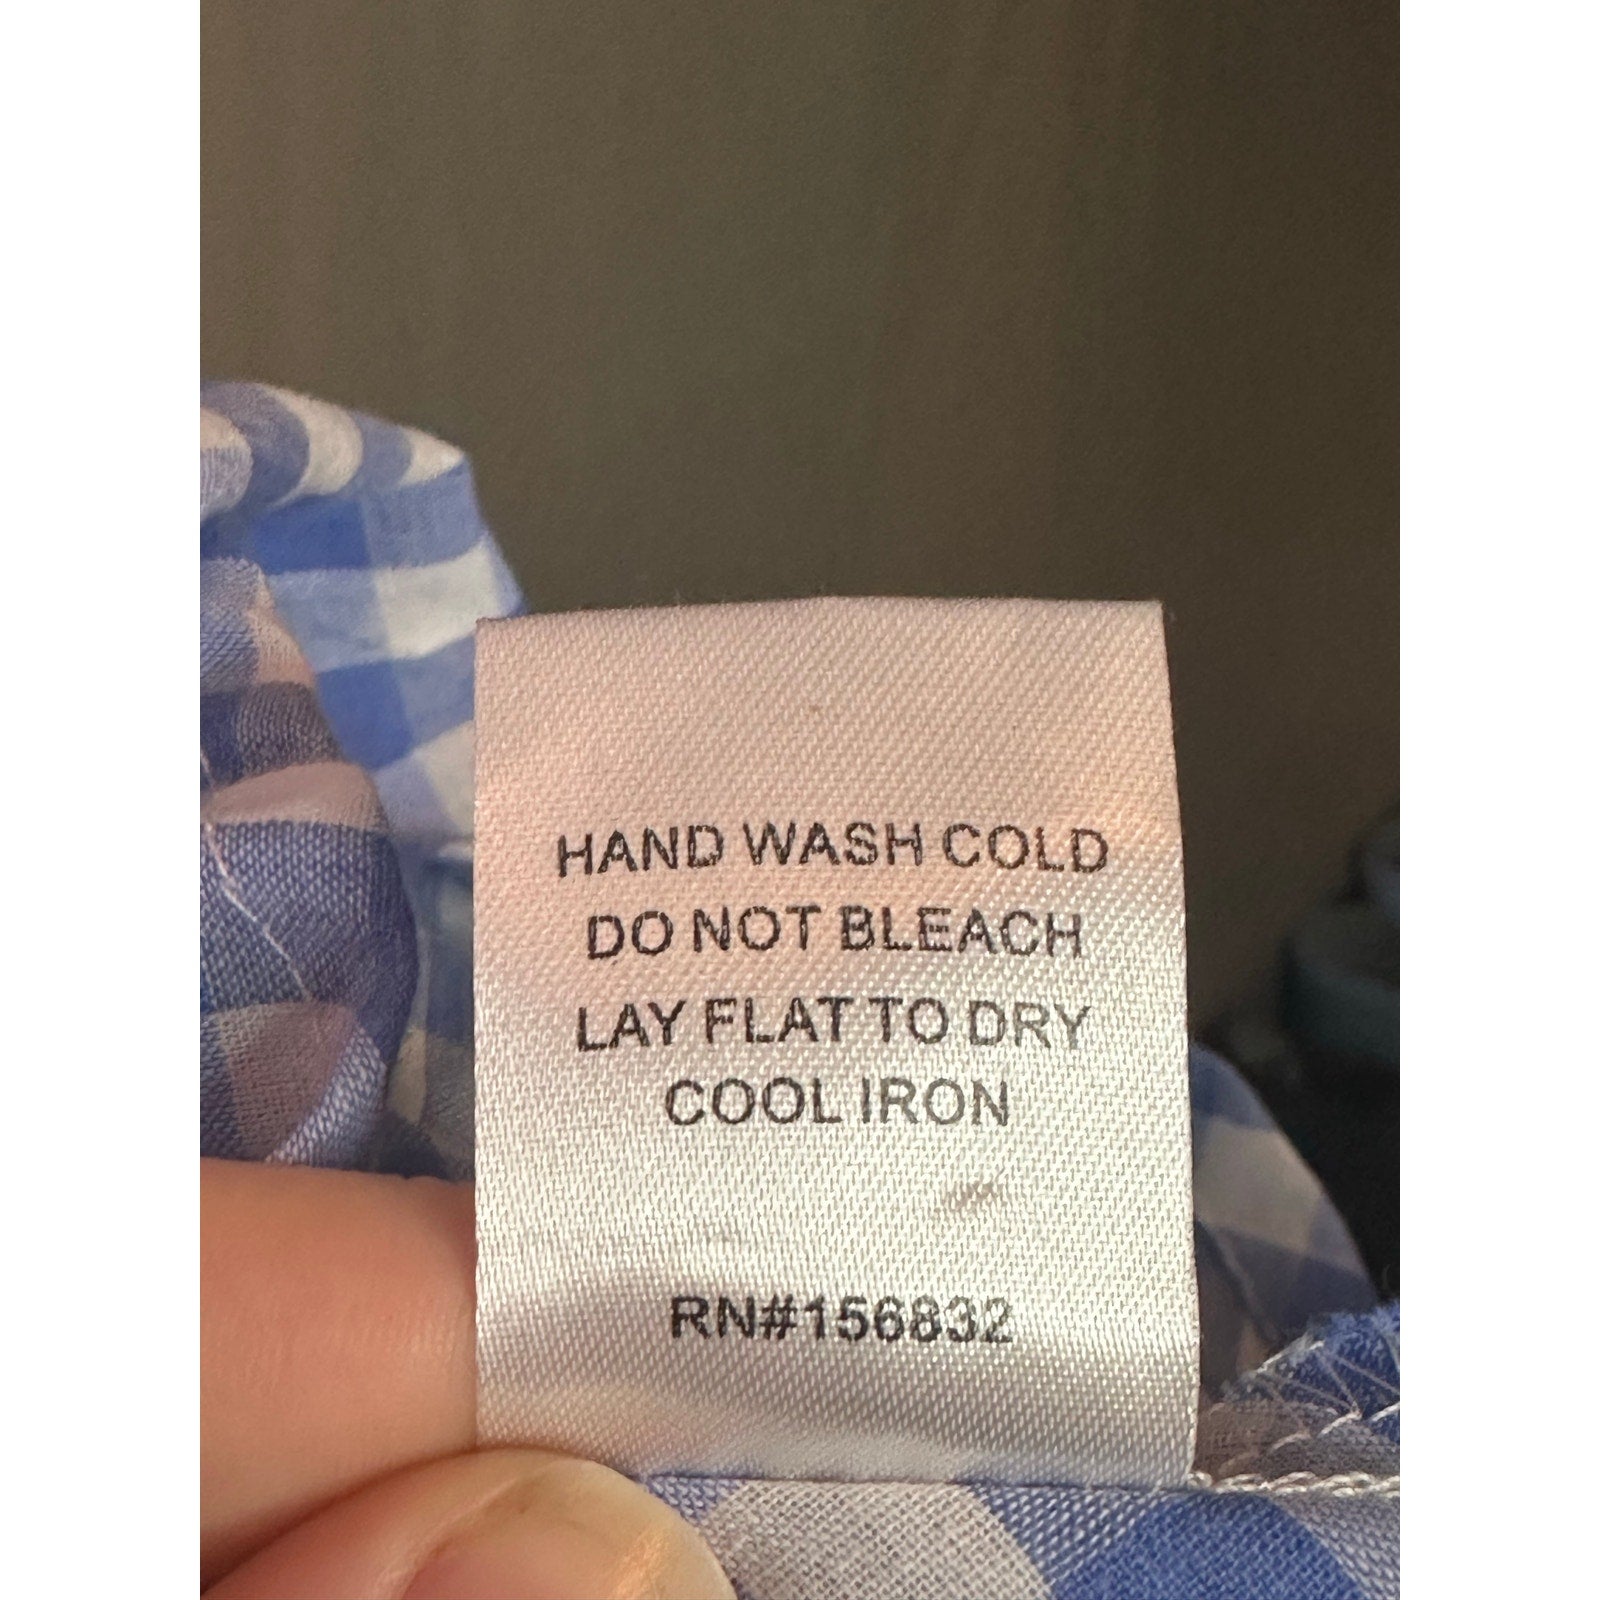 HAND WASH COLD
DO NOT BLEACH
LAY FLAT TO DRY
COOL IRON
RN#156832